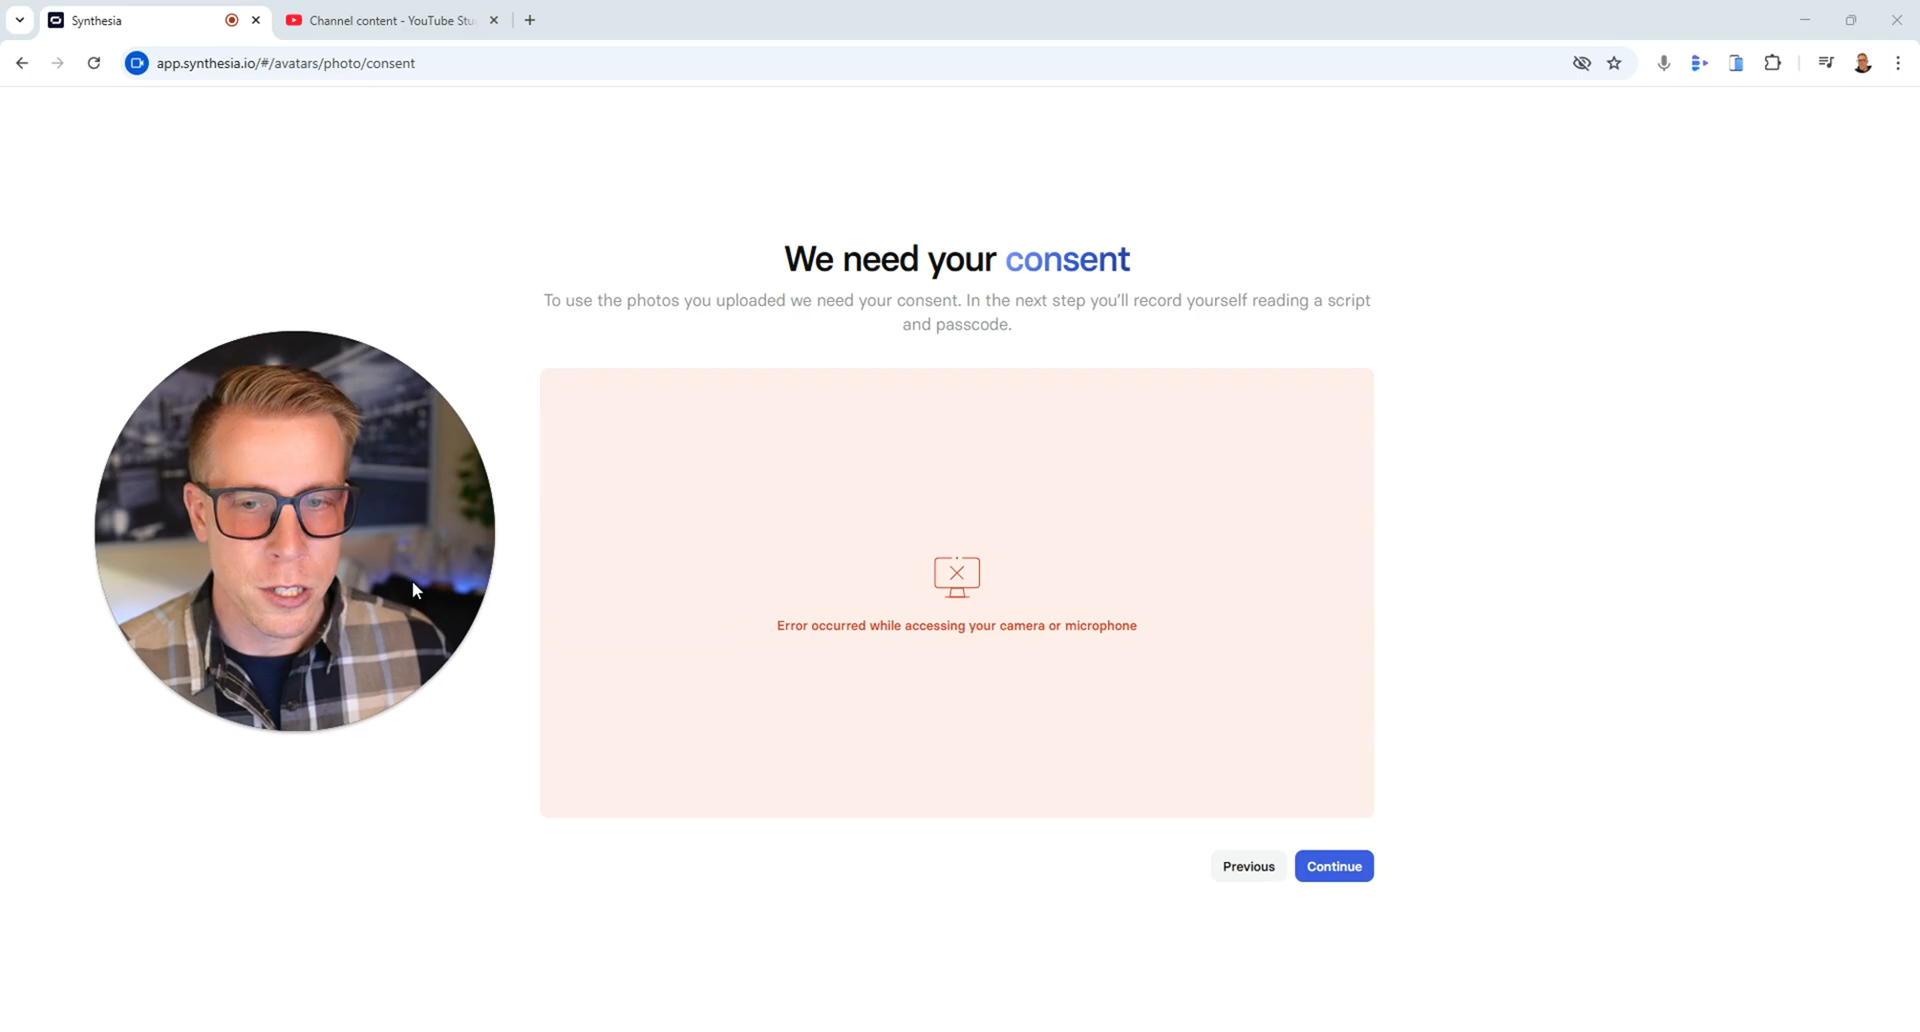 Synthesia
Channel content - YouTube Stu
app.synthesia.io/#/avatars/photo/consent
We need your consent
To use the photos you uploaded we need your consent. In the next step you'll record yourself reading a script
and passcode.
Error occurred while accessing your camera or microphone
Previous
Continue